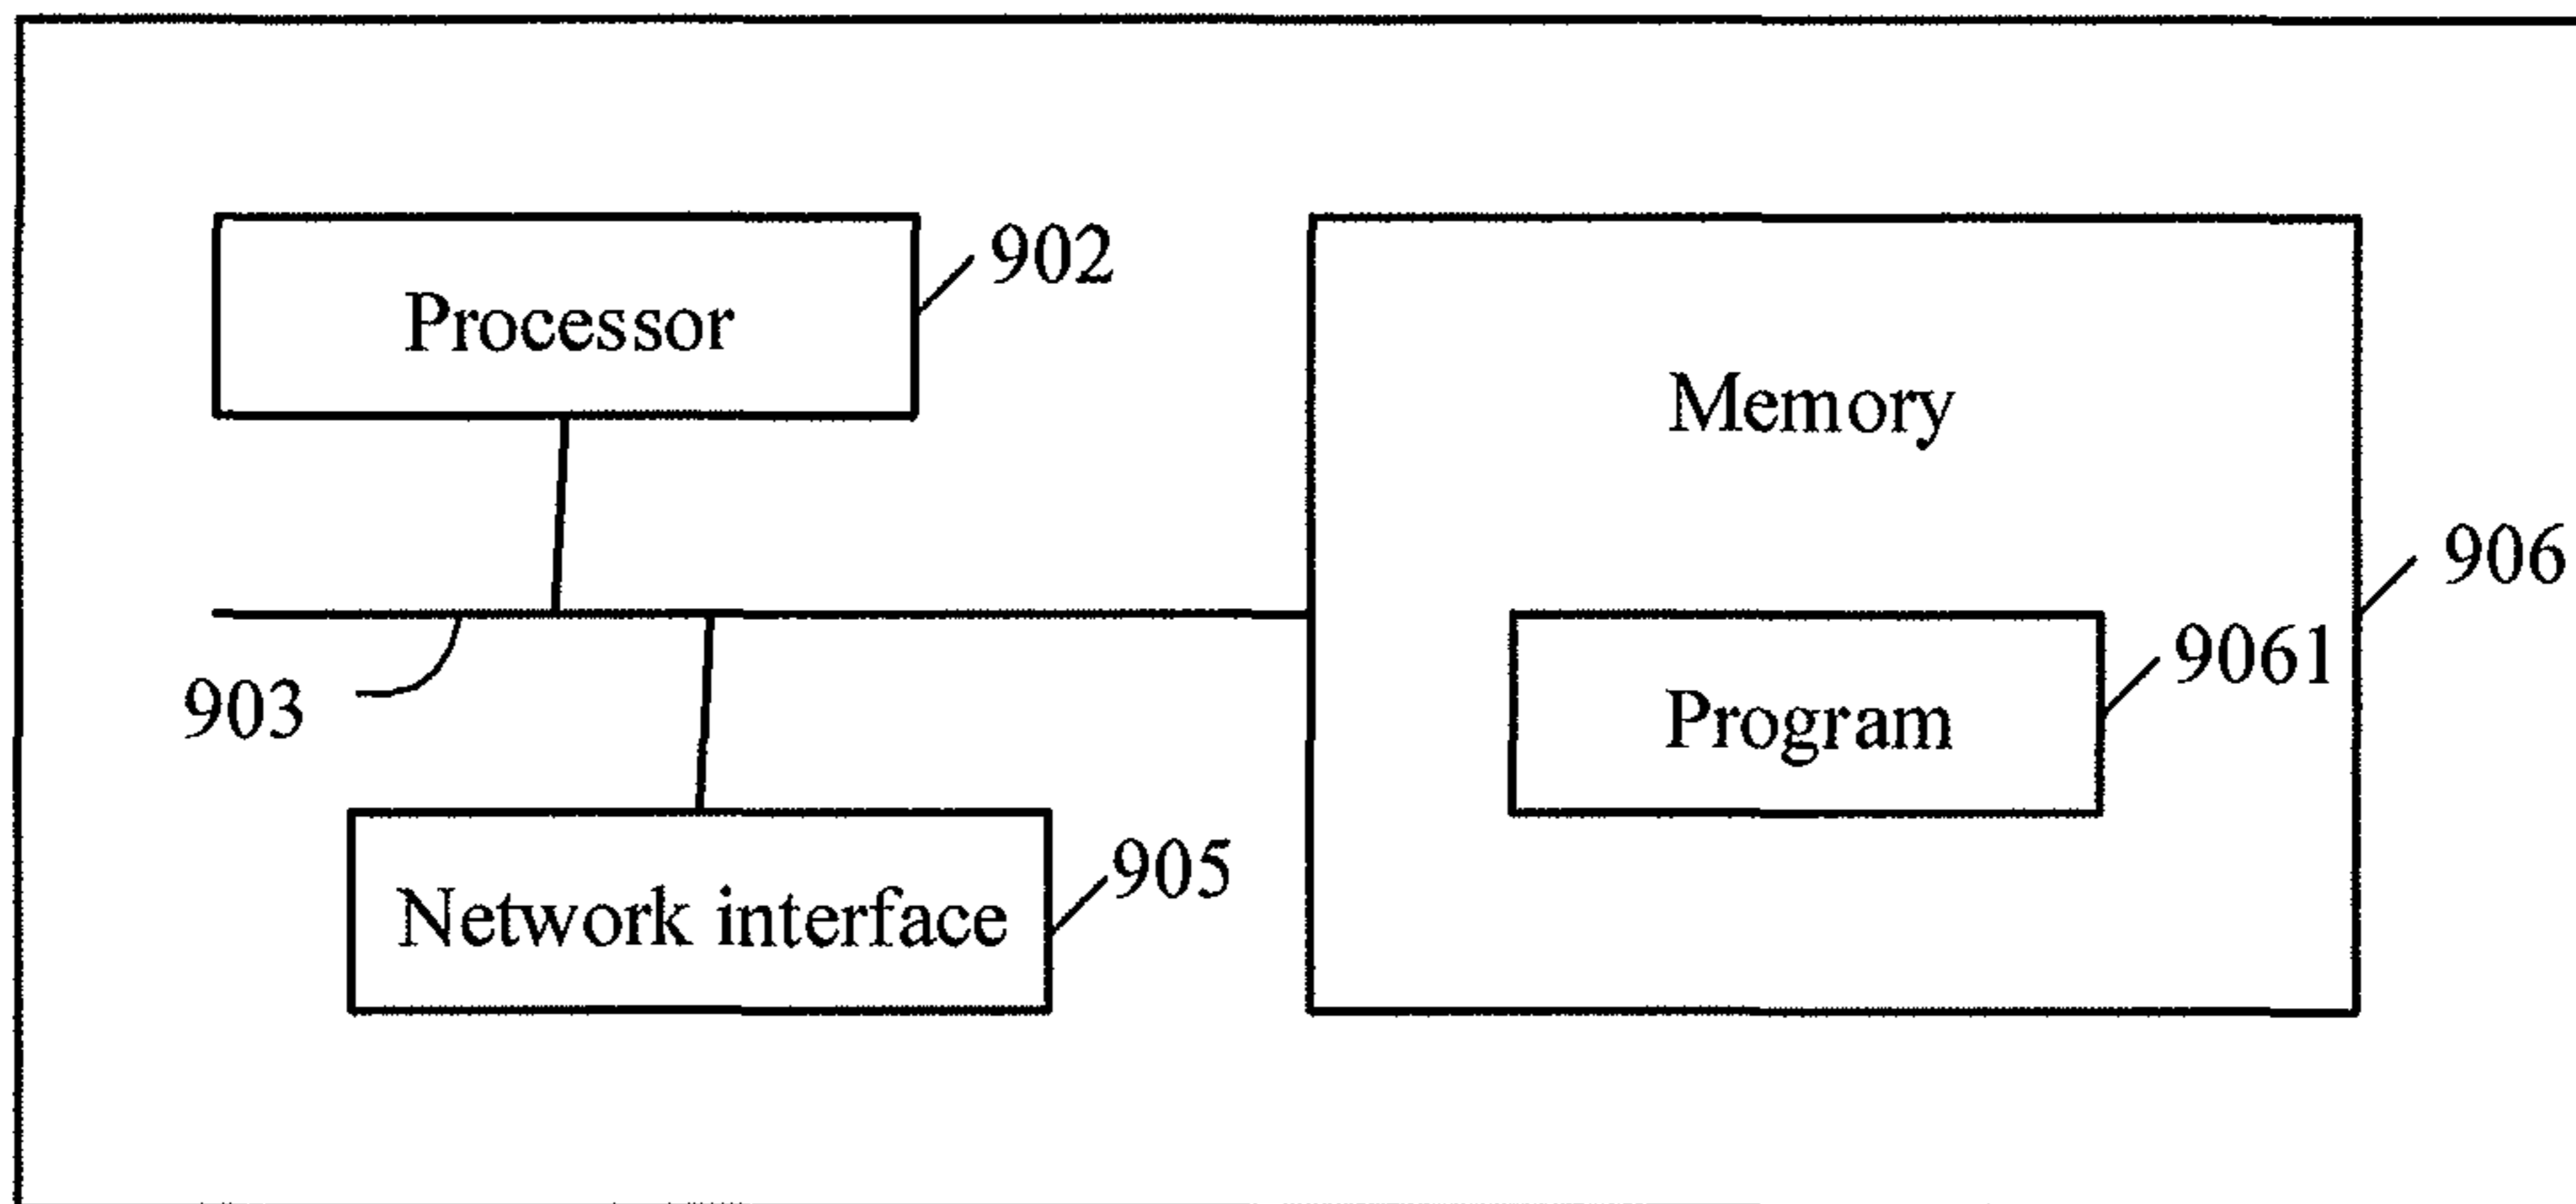 902
Processor
Memory
906
9061
903
Program
905
Network interface